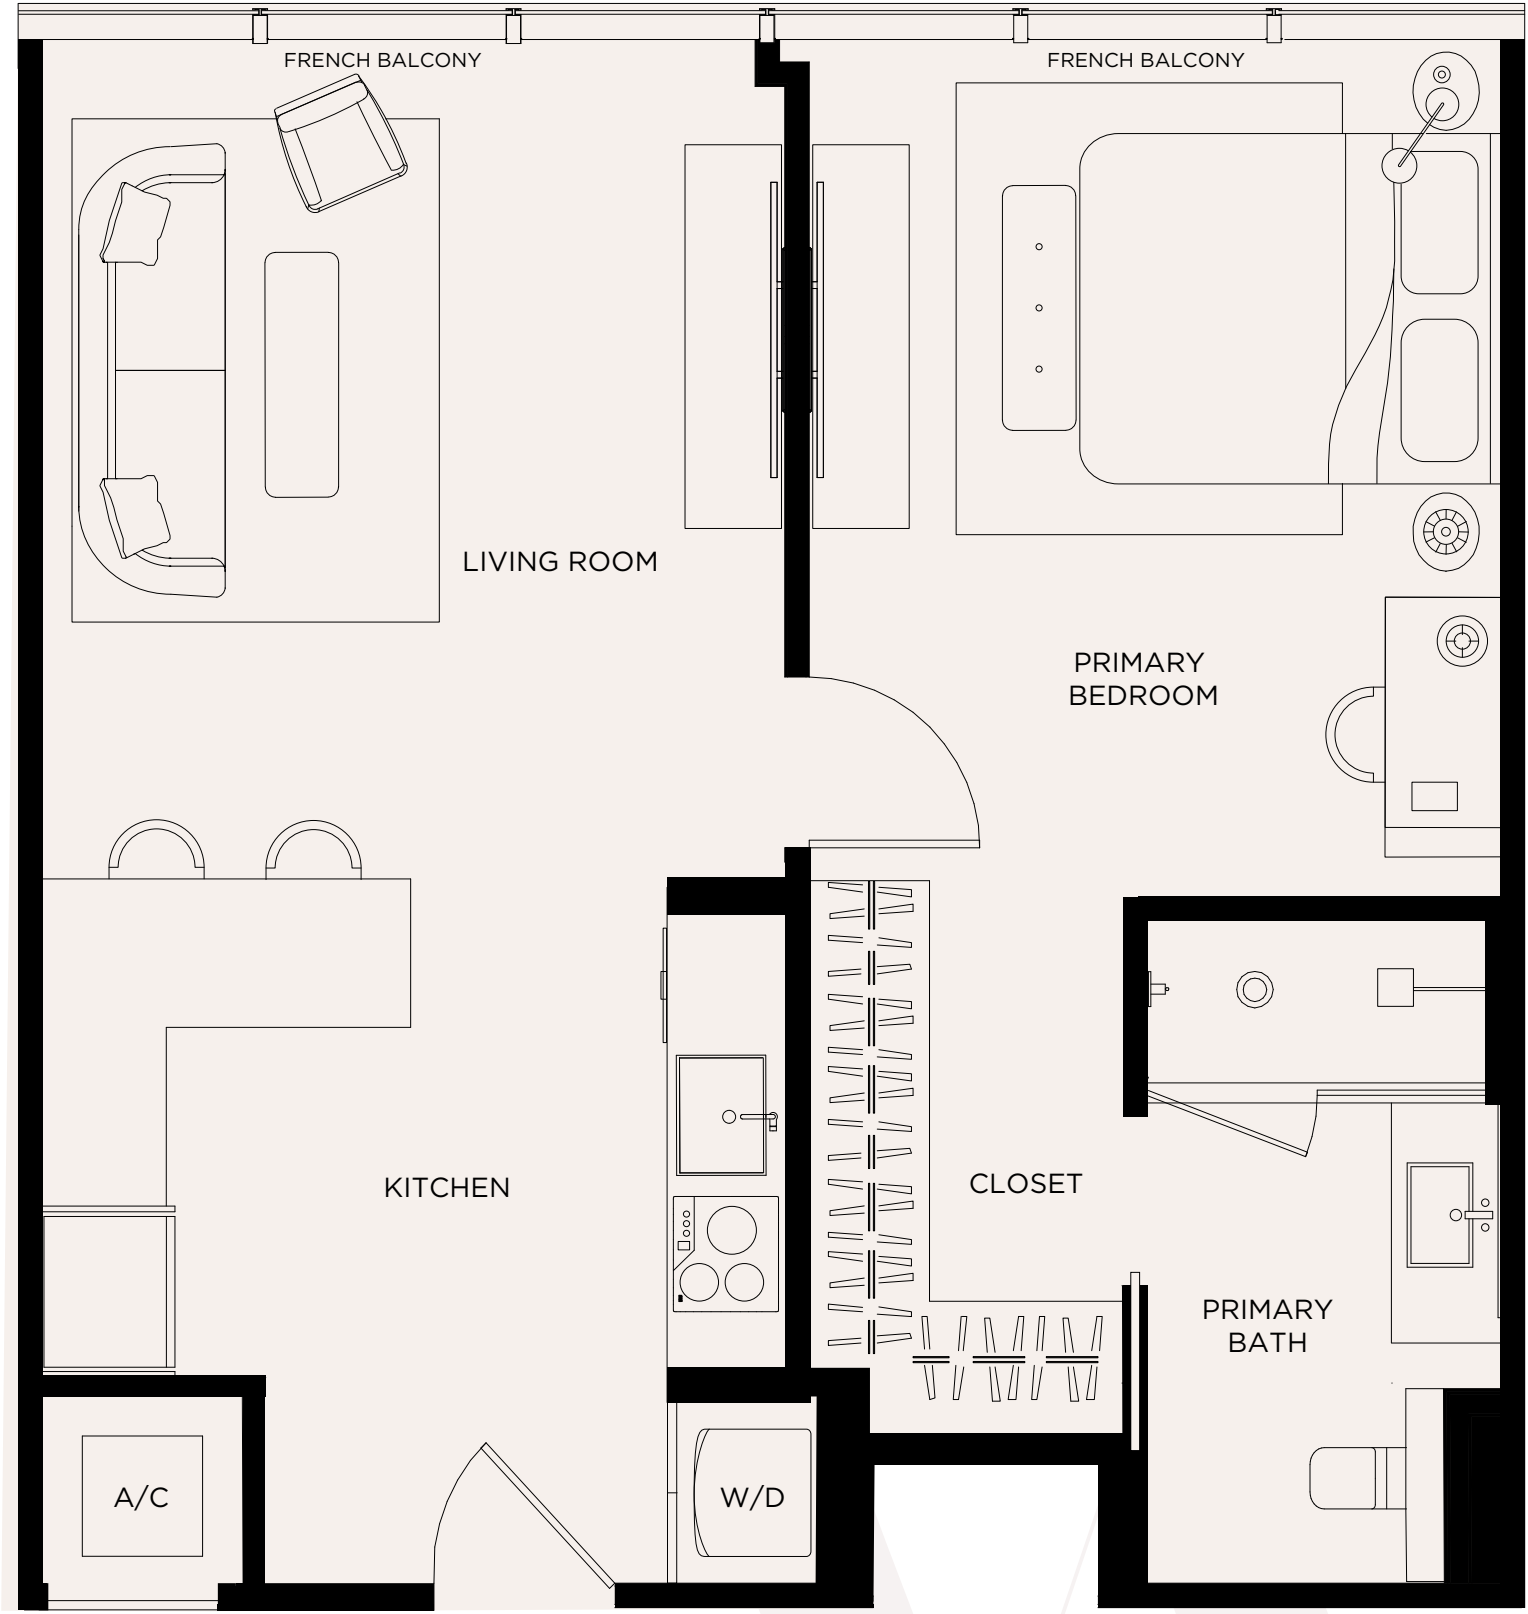 FRENCH BALCONY
FRENCH BALCONY
LIVING ROOM
PRIMARY
BEDROOM
KITCHEN
CLOSET
PRIMARY
BATH
A/C
W/D